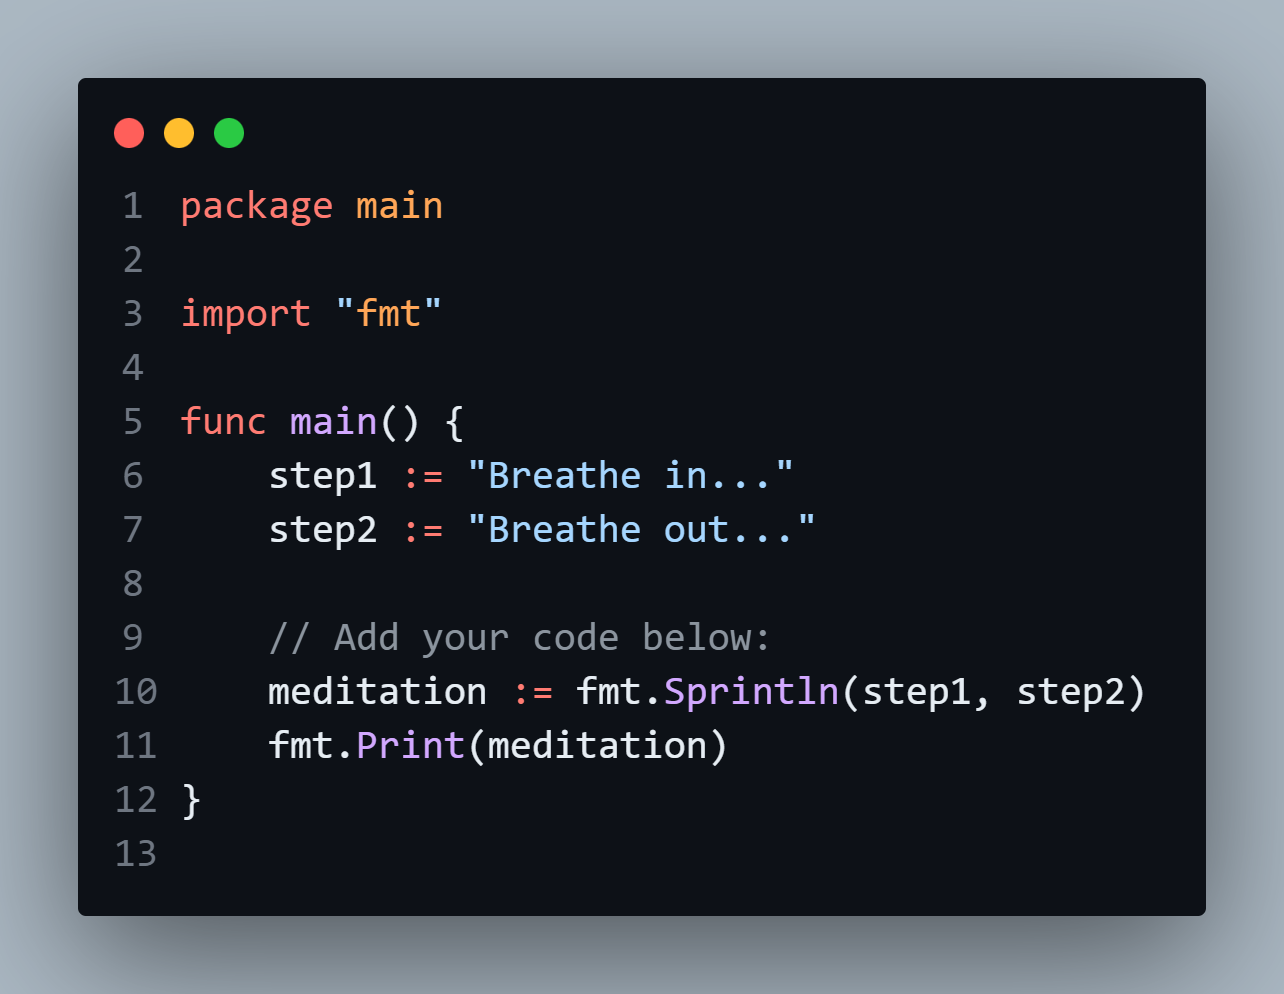 1 package main
2
3 import "fmt"
4
5 func main() {
6     step1 := "Breathe in..."
7     step2 := "Breathe out..."
8
9     // Add your code below:
10     meditation := fmt.Sprintln(step1, step2)
11     fmt.Print(meditation)
12 }
13